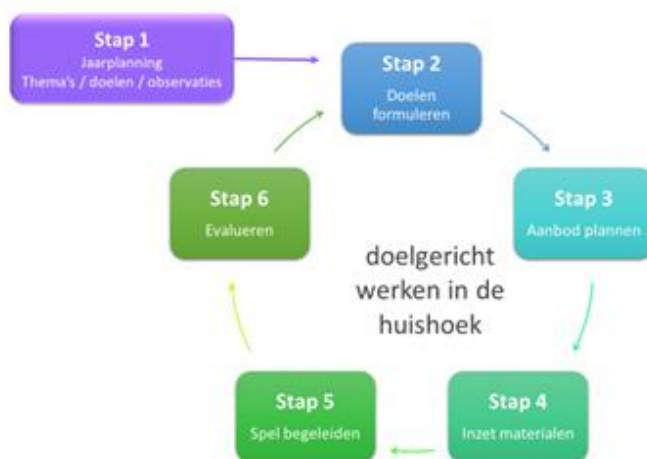 Stap 1
Jaarplanning
Thema's / doelen / observaties
Stap 2
Doelen
formuleren
Stap 3
Aanbod plannen
Stap 4
Inzet materialen
Stap 5
Spel begeleiden
Stap 6
Evalueren
doelgericht
werken in de
huishoek